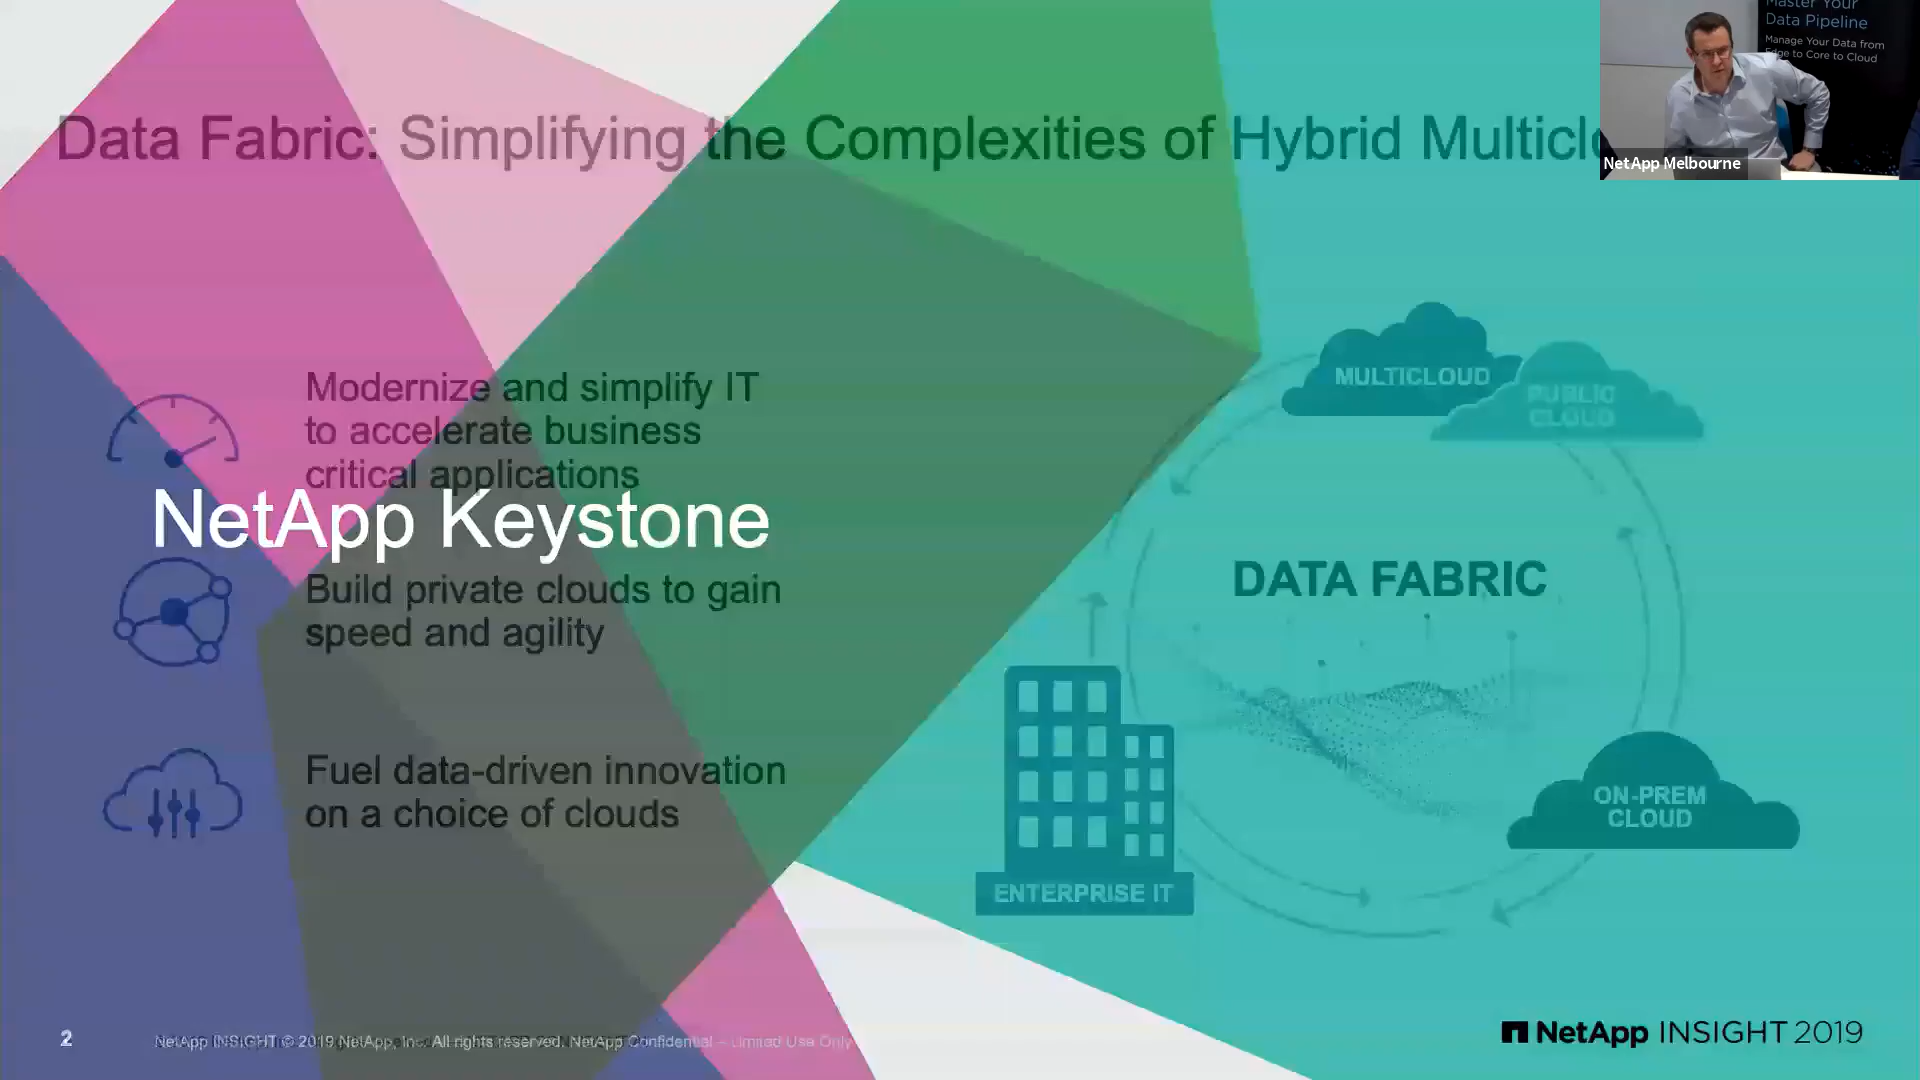 Master Your
Data Pipeline
Manage Your Data from
Edge to Core to Cloud
NetApp Melbourne
Data Fabric: Simplifying the Complexities of Hybrid
MULTICLOUD
PUBLIC
CLOUD
Modernize and simplify IT
to accelerate business
critical applications
NetApp Keystone
DATA FABRIC
Build private clouds to gain
speed and agility
Fuel data-driven innovation
on a choice of clouds
ON-PREM
CLOUD
ENTERPRISE IT
2
NetApp INSIGHT © 2019 NetApp, Inc. All rights reserved. NetApp Confidential – Limited Use Only
NetApp INSIGHT 2019